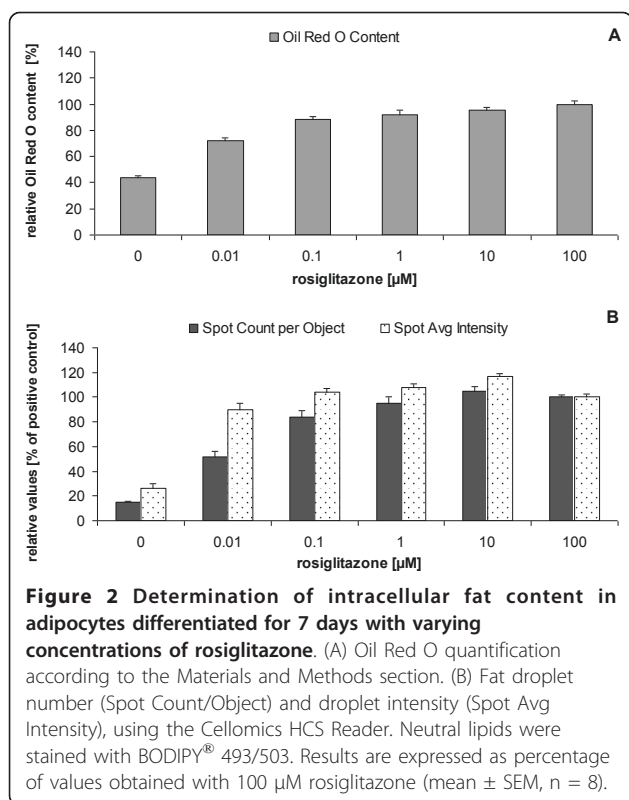 Oil Red O Content
A
relative Oil Red O content [%]
140
120
100
80
60
40
20
0
0 0.01 0.1 1 10 100
rosiglitazone [µM]
Spot Count per Object Spot Avg Intensity
B
relative values [% of positive control]
140
120
100
80
60
40
20
0
0 0.01 0.1 1 10 100
rosiglitazone [µM]
Figure 2 Determination of intracellular fat content in
adipocytes differentiated for 7 days with varying
concentrations of rosiglitazone. (A) Oil Red O quantification
according to the Materials and Methods section. (B) Fat droplet
number (Spot Count/Object) and droplet intensity (Spot Avg
Intensity), using the Cellomics HCS Reader. Neutral lipids were
stained with BODIPY® 493/503. Results are expressed as percentage
of values obtained with 100 μM rosiglitazone (mean ± SEM, n = 8).